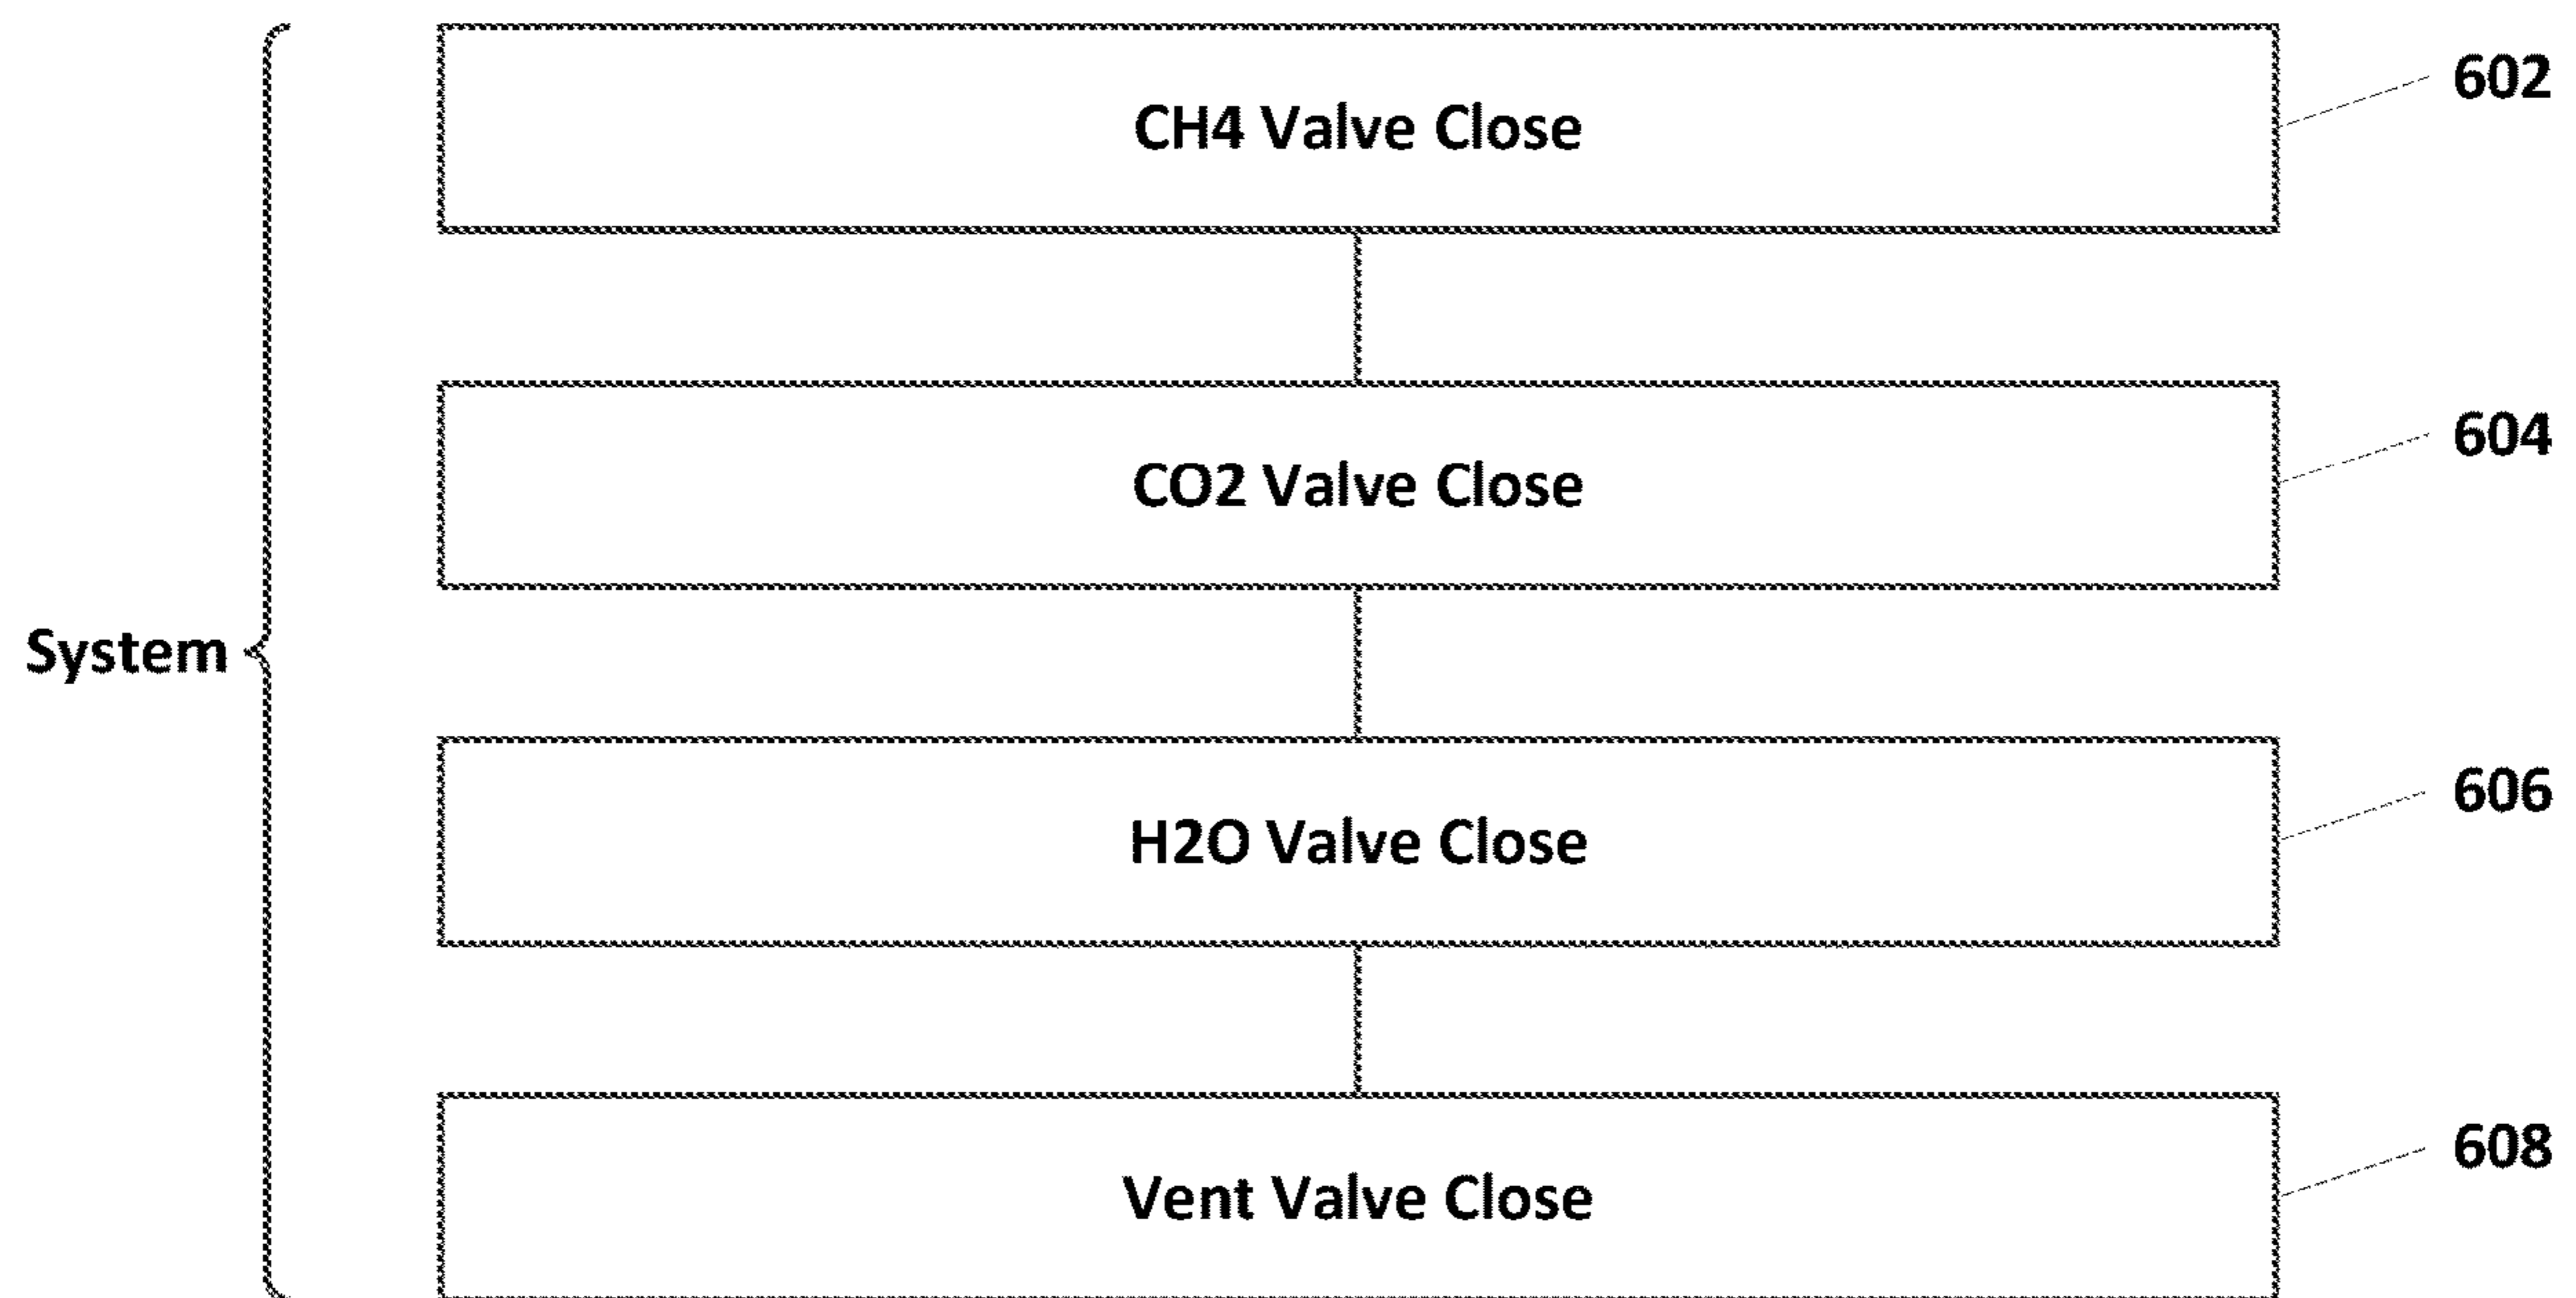 CH4 Valve Close
602
CO2 Valve Close
604
System
H2O Valve Close
606
Vent Valve Close
608